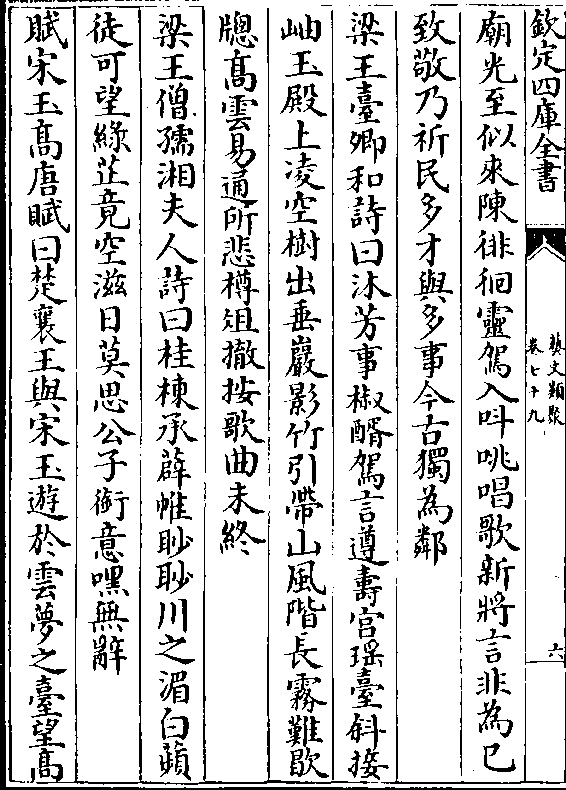 欽定四庫全書
藝文類聚
卷七十九
六
廟光至似來陳徘徊靈駕入叫咷唱歌新將言非為已
致敬乃祈民多才與多事今古獨為鄰
梁王臺卿和詩曰沐芳事椒醑駕言遵壽宮瑶臺斜接
岫玉殿上凌空樹出垂巖影竹引帶山風階長霧難歇
牎髙雲易通所悲樽俎撤按歌曲未終
梁王僧孺湘夫人詩曰桂棟承薜帷眇眇川之湄白蘋
徒可望綠芷竟空滋日莫思公子銜意嘿無辭
賦宋玉髙唐賦曰楚襄王與宋玉遊於雲夢之臺望髙